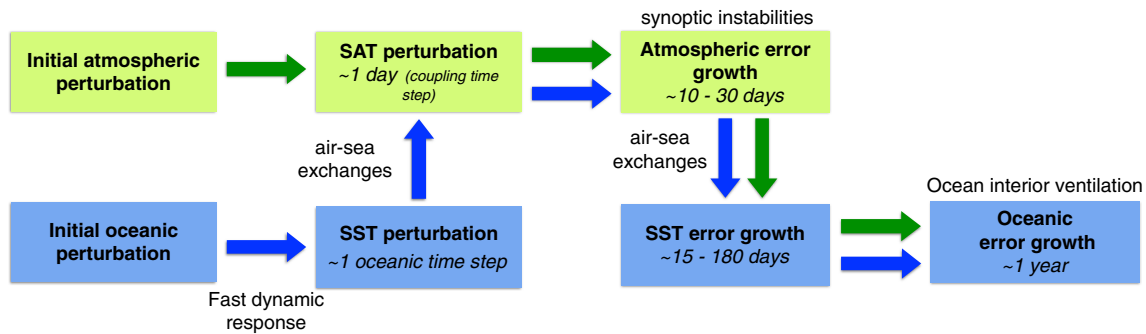 synoptic instabilities
Initial atmospheric
perturbation
SAT perturbation
~1 day (coupling time
step)
Atmospheric error
growth
~10 - 30 days
air-sea
exchanges
air-sea
exchanges
Ocean interior ventilation
Initial oceanic
perturbation
SST perturbation
~1 oceanic time step
SST error growth
~15 - 180 days
Oceanic
error growth
~1 year
Fast dynamic
response